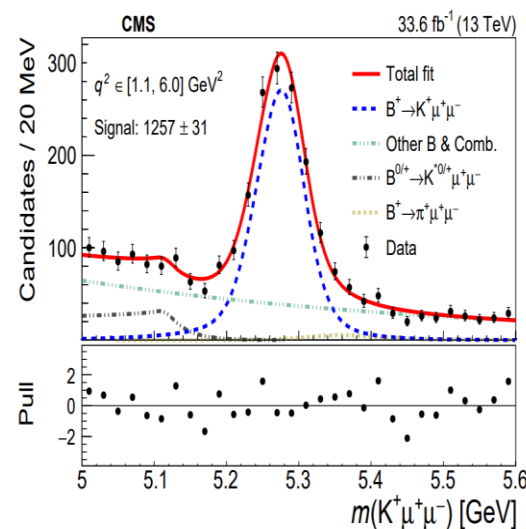 CMS 33.6 fb⁻¹ (13 TeV)
Candidates / 20 MeV
300
200
100
q² ∈ [1.1, 6.0] GeV²
Signal: 1257 ± 31
Total fit
B⁺→K⁺μ⁺μ⁻
Other B & Comb.
B⁰ᐟ⁺→K*⁰ᐟ⁺μ⁺μ⁻
B⁺→π⁺μ⁺μ⁻
Data
Pull
2
0
−2
5 5.1 5.2 5.3 5.4 5.5 5.6
m(K⁺μ⁺μ⁻) [GeV]